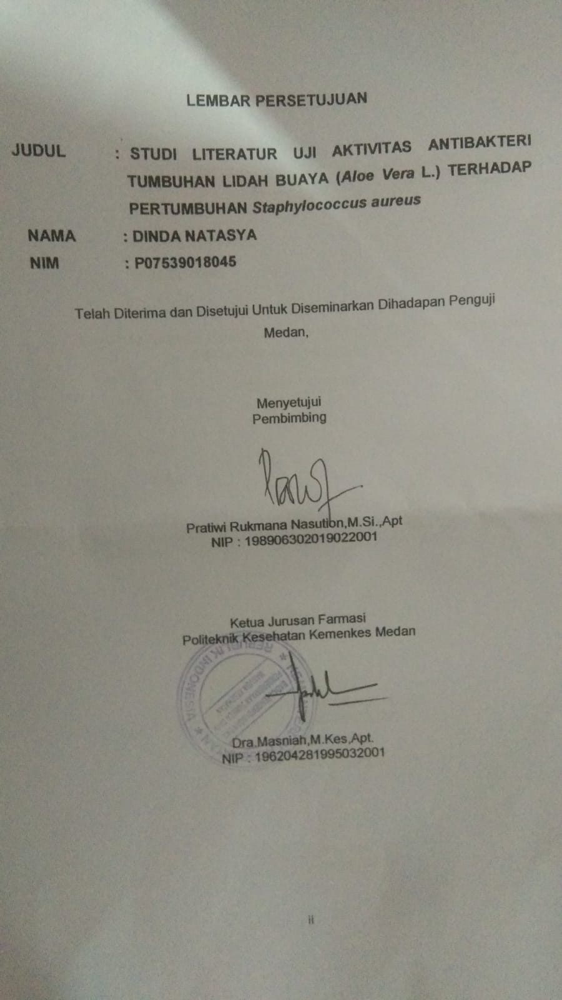 LEMBAR PERSETUJUAN
JUDUL : STUDI LITERATUR UJI AKTIVITAS ANTIBAKTERI
TUMBUHAN LIDAH BUAYA (Aloe Vera L.) TERHADAP
PERTUMBUHAN Staphylococcus aureus
NAMA : DINDA NATASYA
NIM : P07539018045
Telah Diterima dan Disetujui Untuk Diseminarkan Dihadapan Penguji
Medan,
Menyetujui
Pembimbing
Pratiwi Rukmana Nasution,M.Si.,Apt
NIP : 198906302019022001
Ketua Jurusan Farmasi
Politeknik Kesehatan Kemenkes Medan
REPUBLIK INDONESIA
Dra.Masniah,M.Kes,Apt.
NIP : 196204281995032001
ii